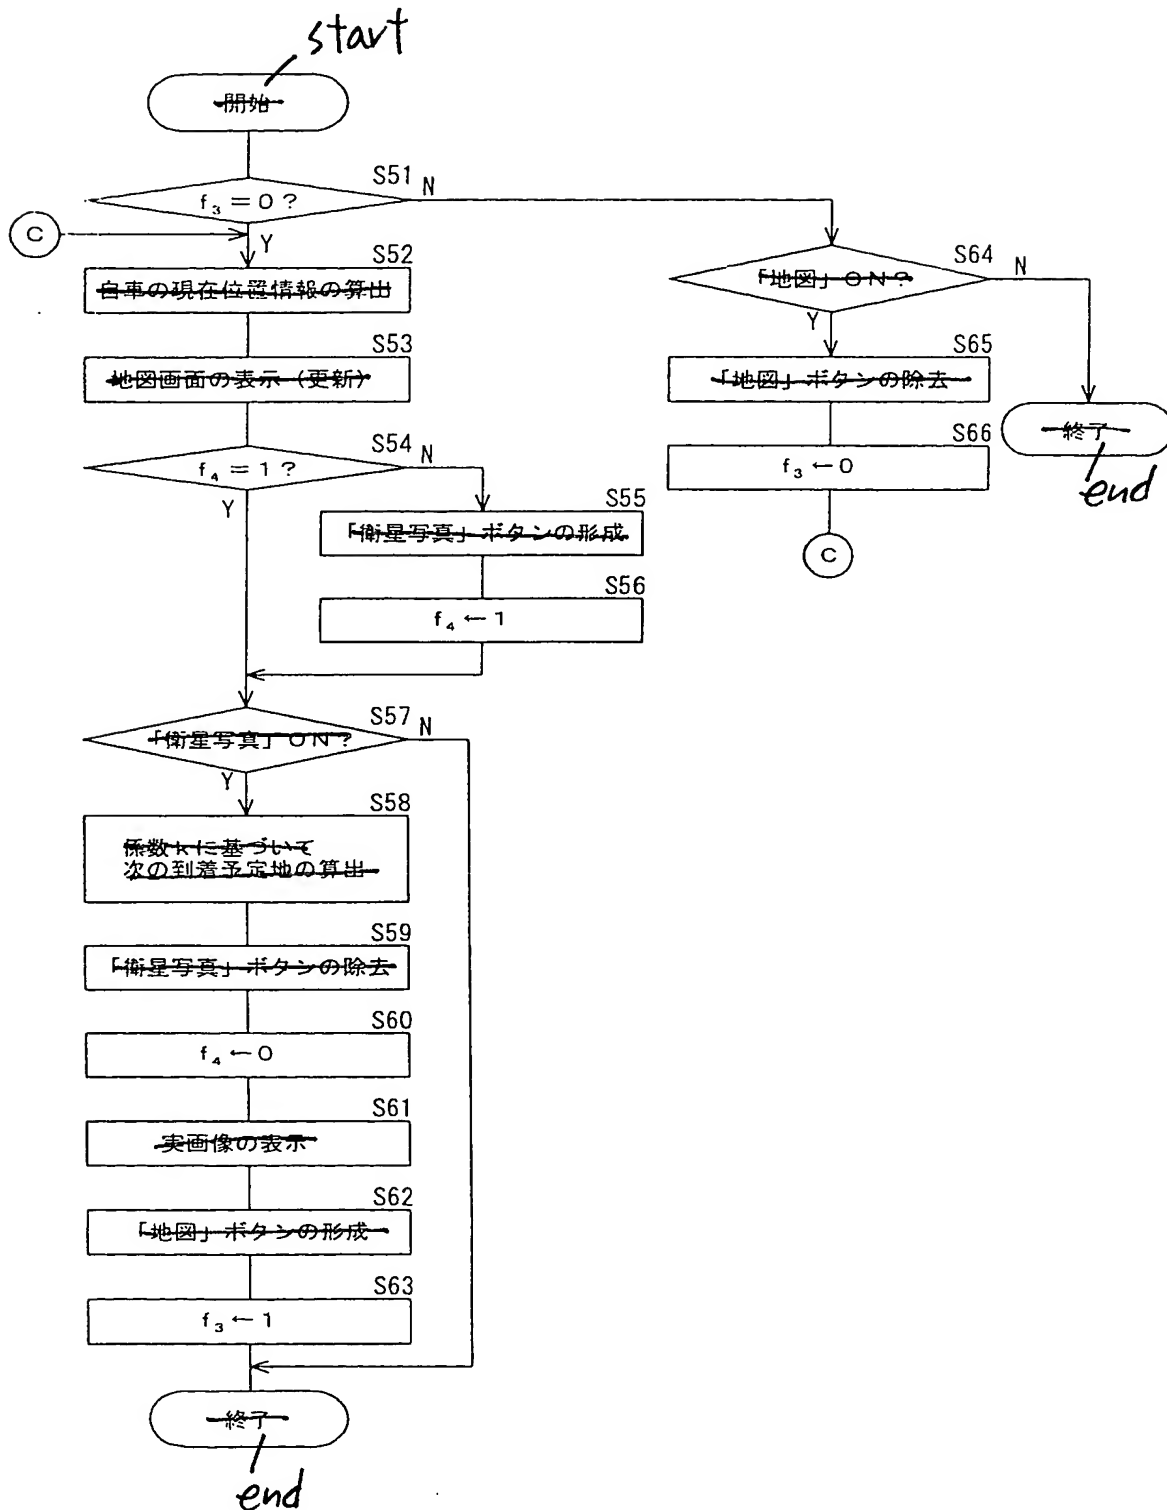 start
開始
S51
f₃ = 0 ?
N
C
Y
S52
自車の現在位置情報の算出
S53
地図画面の表示（更新）
S54
f₄ = 1 ?
N
Y
S55
「衛星写真」ボタンの形成
S56
f₄ ← 1
S57
「衛星写真」ON？
N
Y
S58
係数kに基づいて
次の到着予定地の算出
S59
「衛星写真」ボタンの除去
S60
f₄ ← 0
S61
実画像の表示
S62
「地図」ボタンの形成
S63
f₃ ← 1
終了
end
S64
「地図」ON？
N
Y
S65
「地図」ボタンの除去
S66
f₃ ← 0
C
終了
end